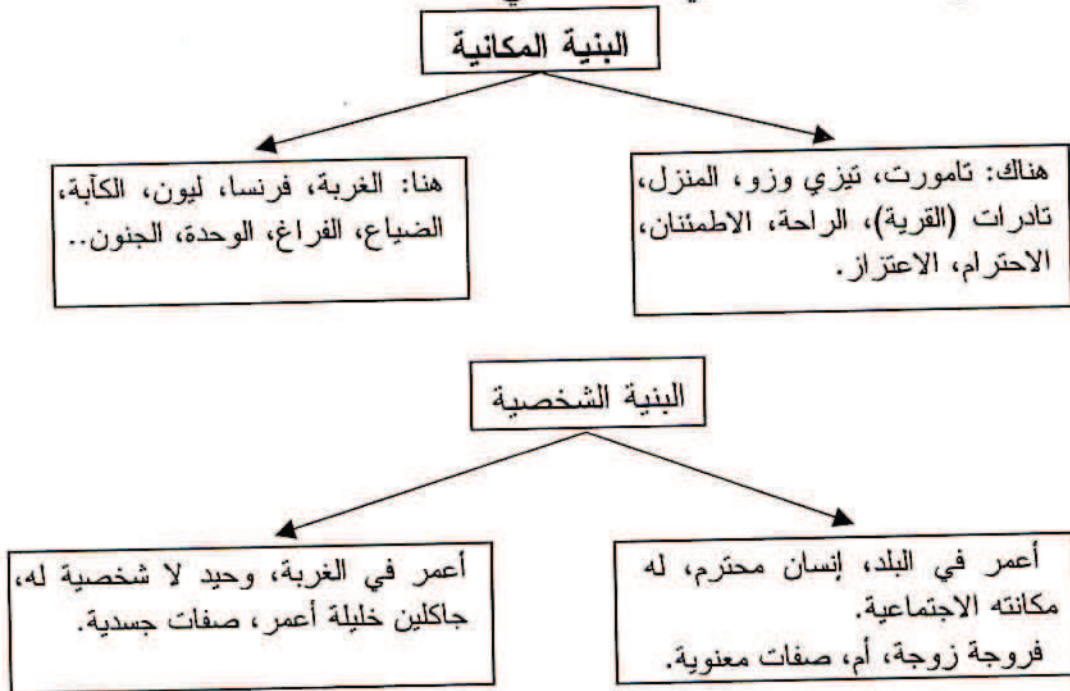 البنية المكانية
هناك: تامورت، تيزي وزو، المنزل،
تادرات (القرية)، الراحة، الاطمئنان،
الاحترام، الاعتزاز.
هنا: الغربة، فرنسا، ليون، الكآبة،
الضياع، الفراغ، الوحدة، الجنون..
البنية الشخصية
أعمر في البلد، إنسان محترم، له
مكانته الاجتماعية.
فروجة زوجة، أم، صفات معنوية.
أعمر في الغربة، وحيد لا شخصية له،
جاكلين خليلة أعمر، صفات جسدية.